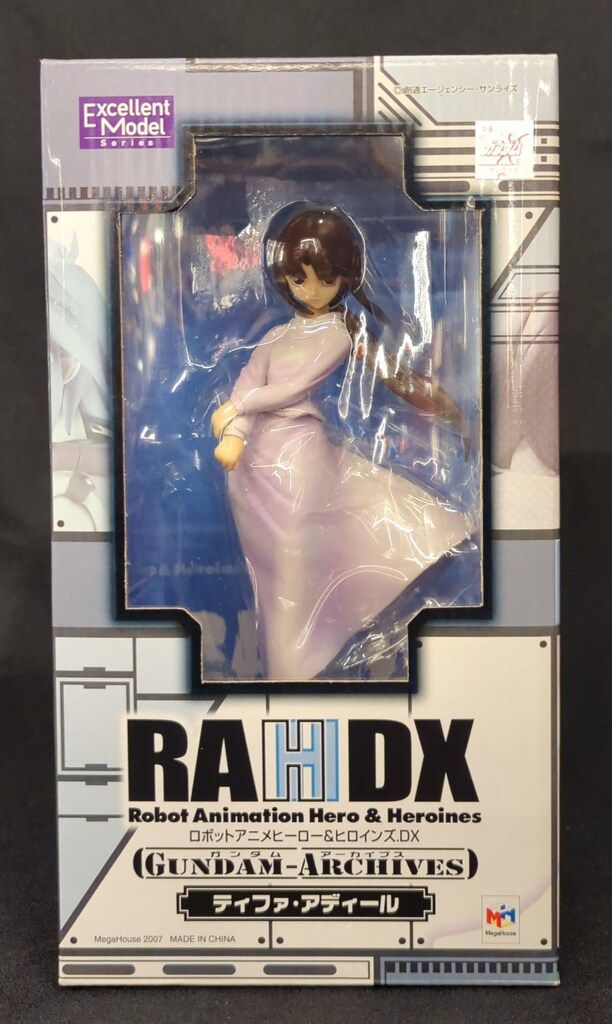 Excellent
Model
Series
© 創通エージェンシー・サンライズ
RAHDX
Robot Animation Hero & Heroines
ロボットアニメヒーロー&ヒロインズ.DX
ガンダム アーカイブス
(GUNDAM-ARCHIVES)
ティファ・アディール
MegaHouse 2007 MADE IN CHINA
MegaHouse